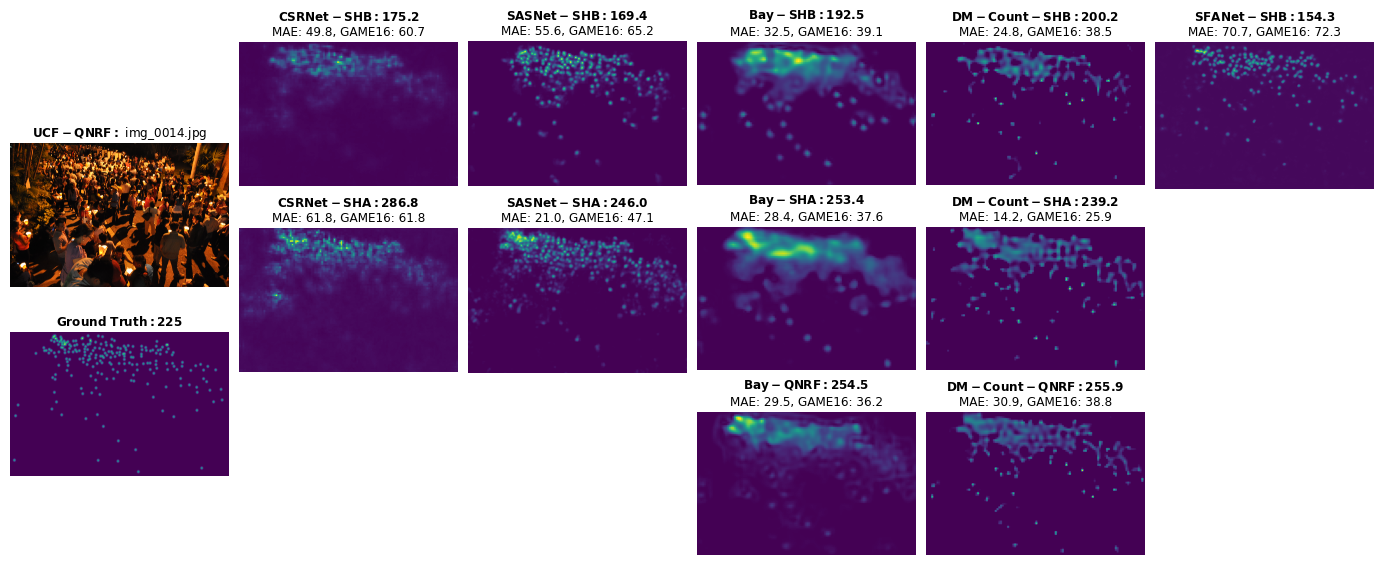 CSRNet − SHB : 175.2
MAE: 49.8, GAME16: 60.7
SASNet − SHB : 169.4
MAE: 55.6, GAME16: 65.2
Bay − SHB : 192.5
MAE: 32.5, GAME16: 39.1
DM − Count − SHB : 200.2
MAE: 24.8, GAME16: 38.5
SFANet − SHB : 154.3
MAE: 70.7, GAME16: 72.3
UCF − QNRF : img_0014.jpg
CSRNet − SHA : 286.8
MAE: 61.8, GAME16: 61.8
SASNet − SHA : 246.0
MAE: 21.0, GAME16: 47.1
Bay − SHA : 253.4
MAE: 28.4, GAME16: 37.6
DM − Count − SHA : 239.2
MAE: 14.2, GAME16: 25.9
Ground Truth : 225
Bay − QNRF : 254.5
MAE: 29.5, GAME16: 36.2
DM − Count − QNRF : 255.9
MAE: 30.9, GAME16: 38.8